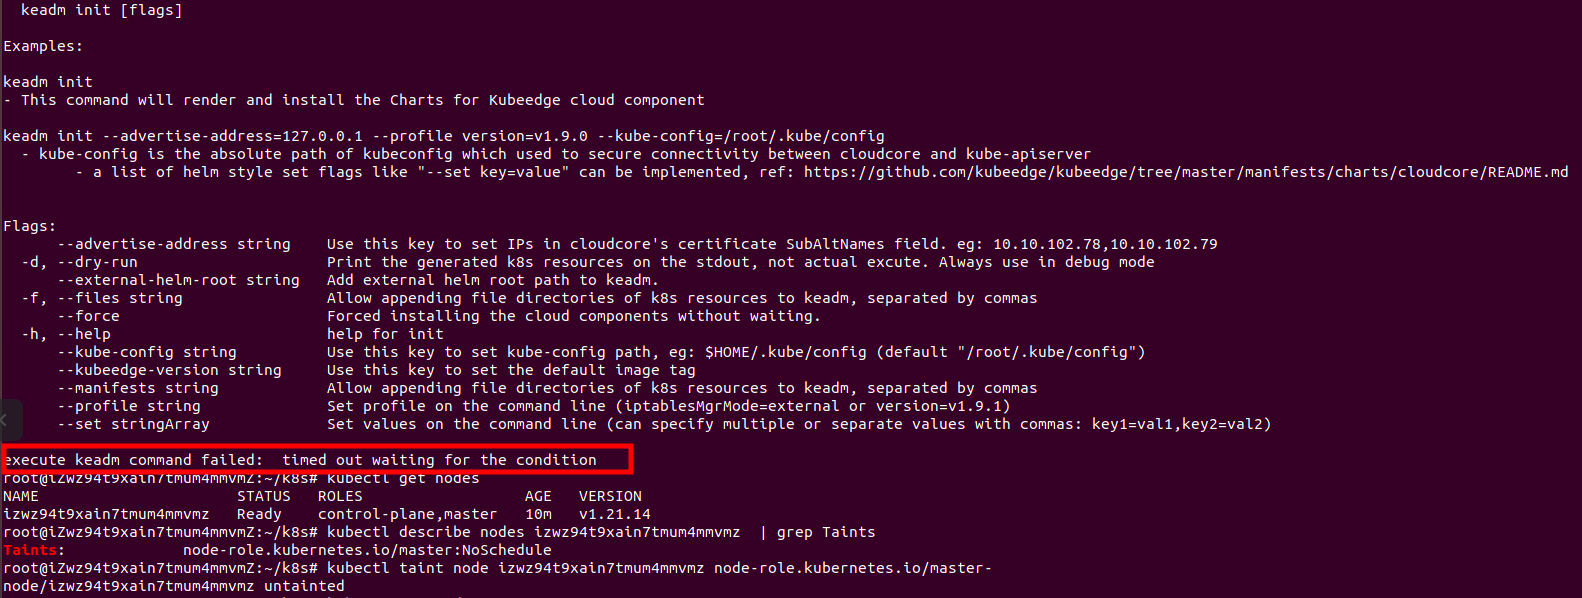 keadm init [flags]
Examples:
keadm init
- This command will render and install the Charts for Kubeedge cloud component
keadm init --advertise-address=127.0.0.1 --profile version=v1.9.0 --kube-config=/root/.kube/config
- kube-config is the absolute path of kubeconfig which used to secure connectivity between cloudcore and kube-apiserver
- a list of helm style set flags like "--set key=value" can be implemented, ref: https://github.com/kubeedge/kubeedge/tree/master/manifests/charts/cloudcore/README.md
Flags:
--advertise-address string    Use this key to set IPs in cloudcore's certificate SubAltNames field. eg: 10.10.102.78,10.10.102.79
-d, --dry-run                     Print the generated k8s resources on the stdout, not actual excute. Always use in debug mode
--external-helm-root string   Add external helm root path to keadm.
-f, --files string                Allow appending file directories of k8s resources to keadm, separated by commas
--force                       Forced installing the cloud components without waiting.
-h, --help                        help for init
--kube-config string          Use this key to set kube-config path, eg: $HOME/.kube/config (default "/root/.kube/config")
--kubeedge-version string     Use this key to set the default image tag
--manifests string            Allow appending file directories of k8s resources to keadm, separated by commas
--profile string              Set profile on the command line (iptablesMgrMode=external or version=v1.9.1)
--set stringArray             Set values on the command line (can specify multiple or separate values with commas: key1=val1,key2=val2)
execute keadm command failed:  timed out waiting for the condition
root@iZwz94t9xain7tmum4mmvmZ:~/k8s# kubectl get nodes
NAME                      STATUS   ROLES                  AGE   VERSION
izwz94t9xain7tmum4mmvmz   Ready    control-plane,master   10m   v1.21.14
root@iZwz94t9xain7tmum4mmvmZ:~/k8s# kubectl describe nodes izwz94t9xain7tmum4mmvmz  | grep Taints
Taints:             node-role.kubernetes.io/master:NoSchedule
root@iZwz94t9xain7tmum4mmvmZ:~/k8s# kubectl taint node izwz94t9xain7tmum4mmvmz node-role.kubernetes.io/master-
node/izwz94t9xain7tmum4mmvmz untainted